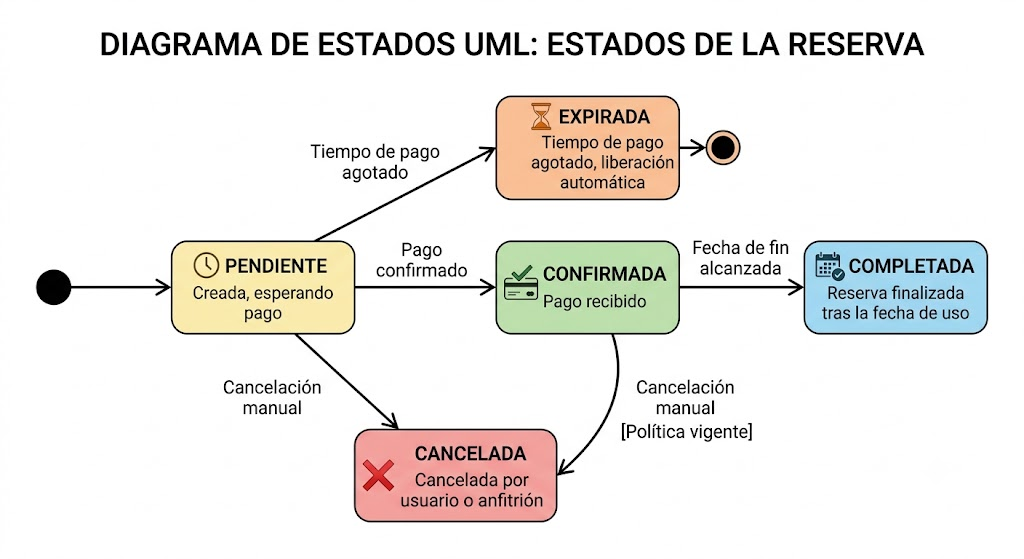 DIAGRAMA DE ESTADOS UML: ESTADOS DE LA RESERVA
EXPIRADA
Tiempo de pago
agotado, liberación
automática
Tiempo de pago
agotado
PENDIENTE
Creada, esperando
pago
Pago
confirmado
CONFIRMADA
Pago recibido
Fecha de fin
alcanzada
COMPLETADA
Reserva finalizada
tras la fecha de uso
Cancelación
manual
Cancelación
manual
[Política vigente]
CANCELADA
Cancelada por
usuario o anfitrión